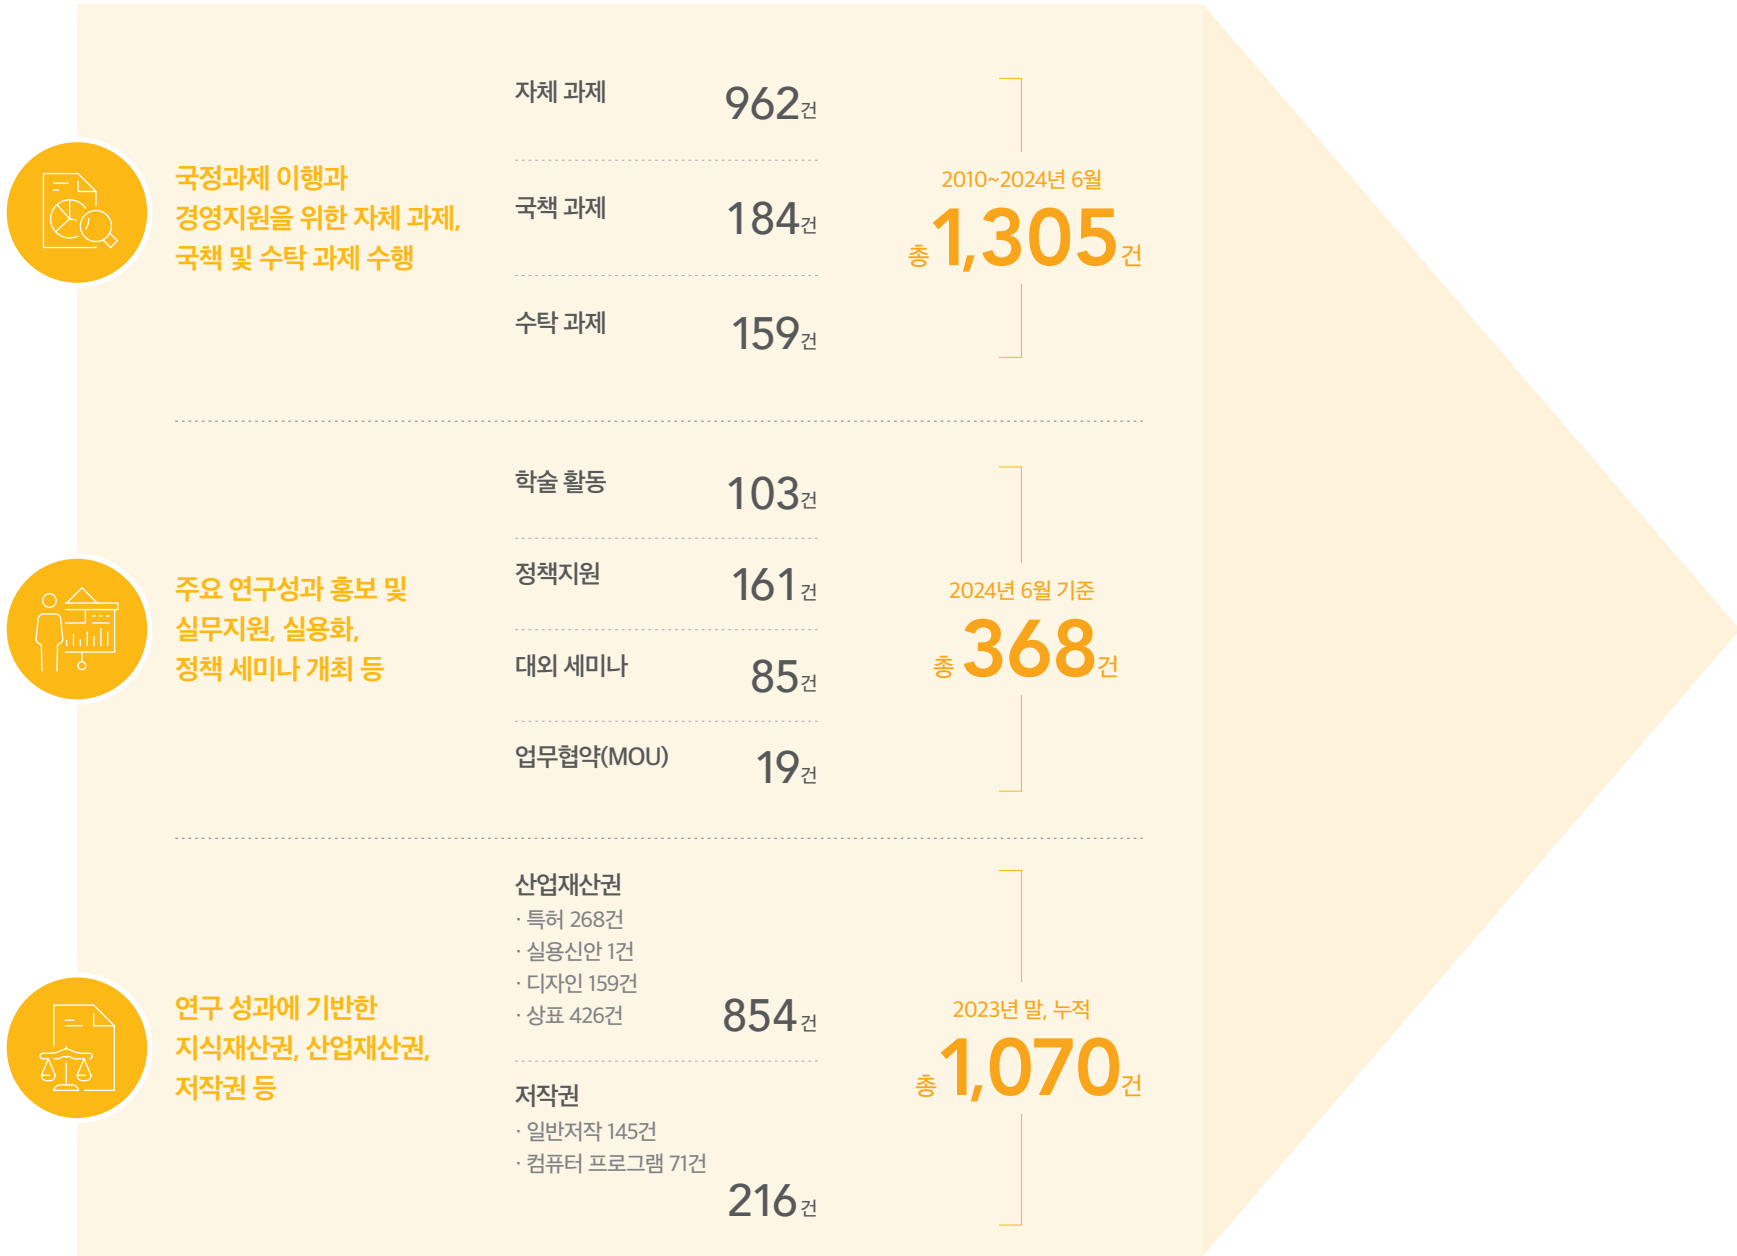 국정과제 이행과
경영지원을 위한 자체 과제,
국책 및 수탁 과제 수행
자체 과제 962건
국책 과제 184건
수탁 과제 159건
2010~2024년 6월
총 1,305건
주요 연구성과 홍보 및
실무지원, 실용화,
정책 세미나 개최 등
학술 활동 103건
정책지원 161건
대외 세미나 85건
업무협약(MOU) 19건
2024년 6월 기준
총 368건
연구 성과에 기반한
지식재산권, 산업재산권,
저작권 등
산업재산권
· 특허 268건
· 실용신안 1건
· 디자인 159건
· 상표 426건
854건
저작권
· 일반저작 145건
· 컴퓨터 프로그램 71건
216건
2023년 말, 누적
총 1,070건